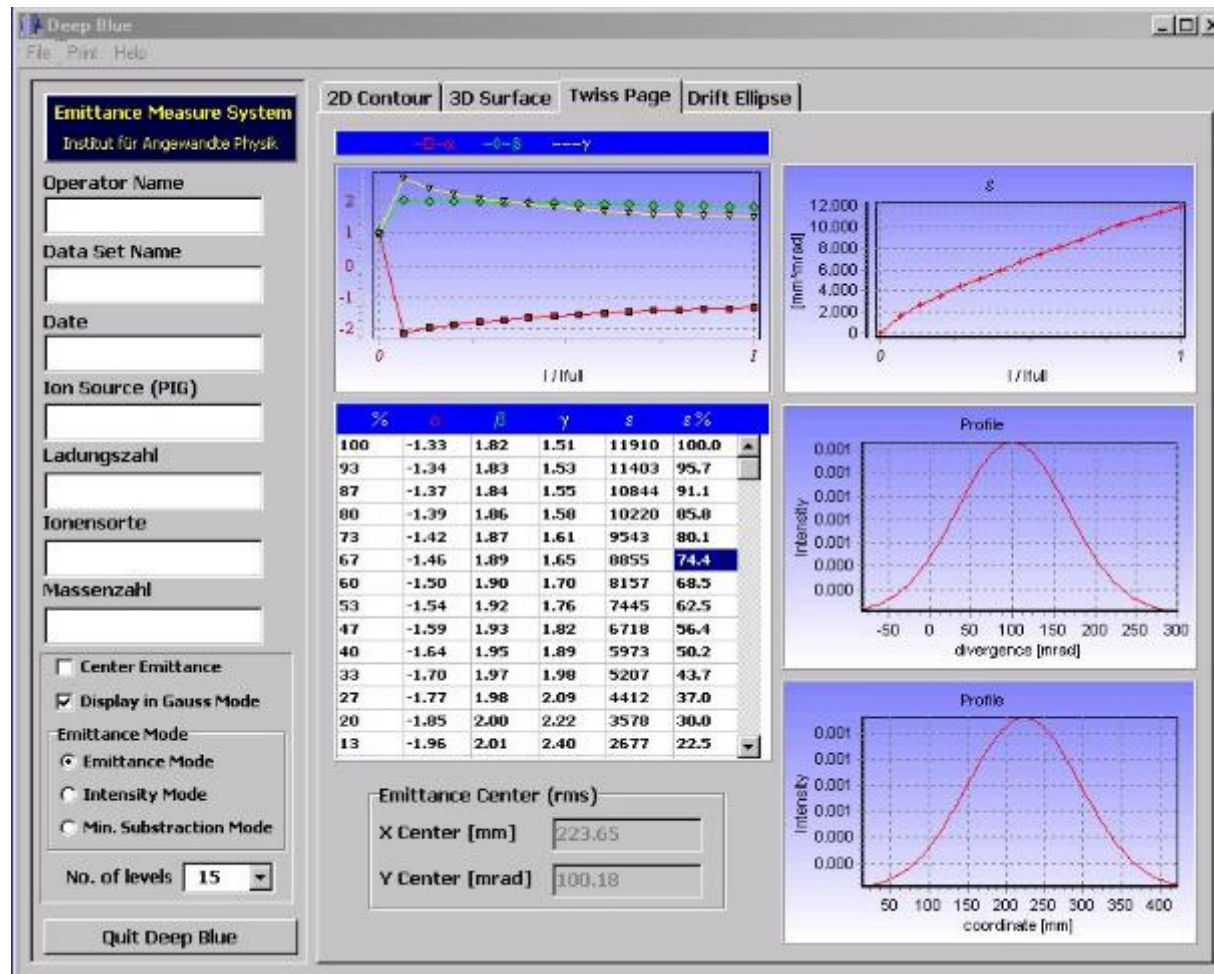 Deep Blue
File Print Help
Emittance Measure System
Institut für Angewandte Physik
Operator Name
Data Set Name
Date
Ion Source (PIG)
Ladungszahl
Ionensorte
Massenzahl
Center Emittance
Display in Gauss Mode
Emittance Mode
Emittance Mode
Intensity Mode
Min. Substraction Mode
No. of levels 15
Quit Deep Blue
2D Contour 3D Surface Twiss Page Drift Ellipse
α β γ
2
1
0
-1
-2
0 1
I / Ifull
ε
12.000
10.000
8.000
6.000
4.000
2.000
0
[mm*mrad]
0 1
I / Ifull
% α β γ ε ε%
100 -1.33 1.82 1.51 11910 100.0
93 -1.34 1.83 1.53 11403 95.7
87 -1.37 1.84 1.55 10844 91.1
80 -1.39 1.86 1.58 10220 85.8
73 -1.42 1.87 1.61 9543 80.1
67 -1.46 1.89 1.65 8855 74.4
60 -1.50 1.90 1.70 8157 68.5
53 -1.54 1.92 1.76 7445 62.5
47 -1.59 1.93 1.82 6718 56.4
40 -1.64 1.95 1.89 5973 50.2
33 -1.70 1.97 1.98 5207 43.7
27 -1.77 1.98 2.09 4412 37.0
20 -1.85 2.00 2.22 3578 30.0
13 -1.96 2.01 2.40 2677 22.5
Emittance Center (rms)
X Center [mm] 223.65
Y Center [mrad] 100.18
Profile
0.001
0.001
0.001
0.001
0.001
0.000
0.000
Intensity
-50 0 50 100 150 200 250 300
divergence [mrad]
Profile
0.001
0.001
0.001
0.001
0.000
0.000
Intensity
50 100 150 200 250 300 350 400
coordinate [mm]